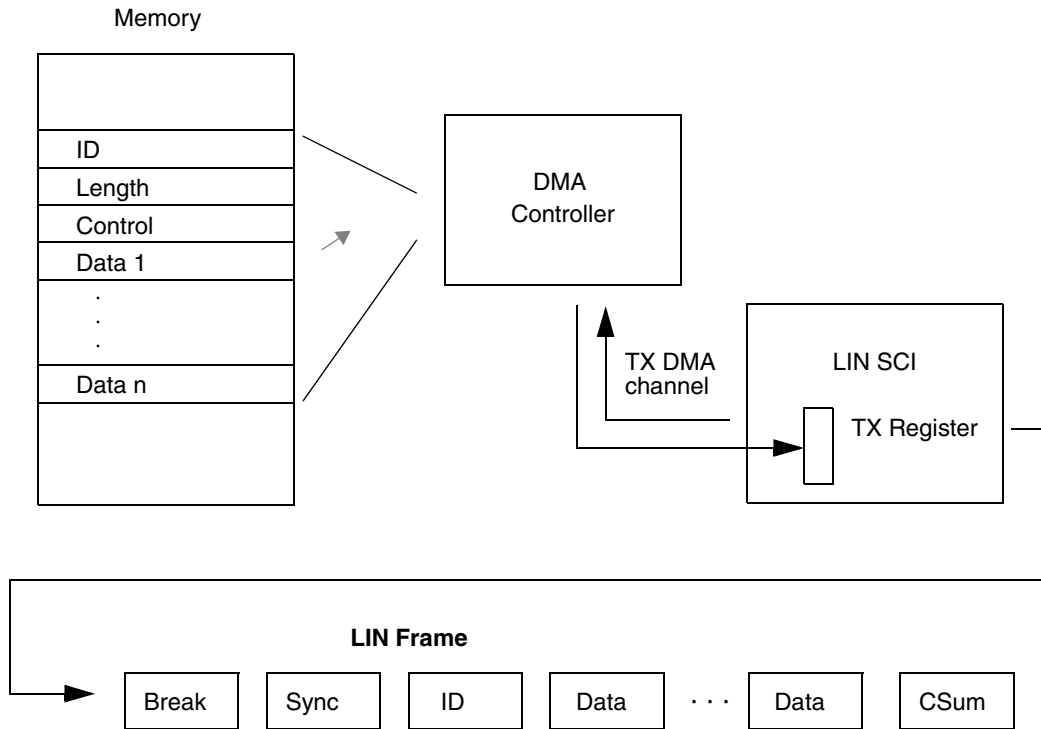 Memory
ID
Length
Control
Data 1
.
.
.
Data n
DMA
Controller
TX DMA
channel
LIN SCI
TX Register
LIN Frame
Break
Sync
ID
Data
. . .
Data
CSum